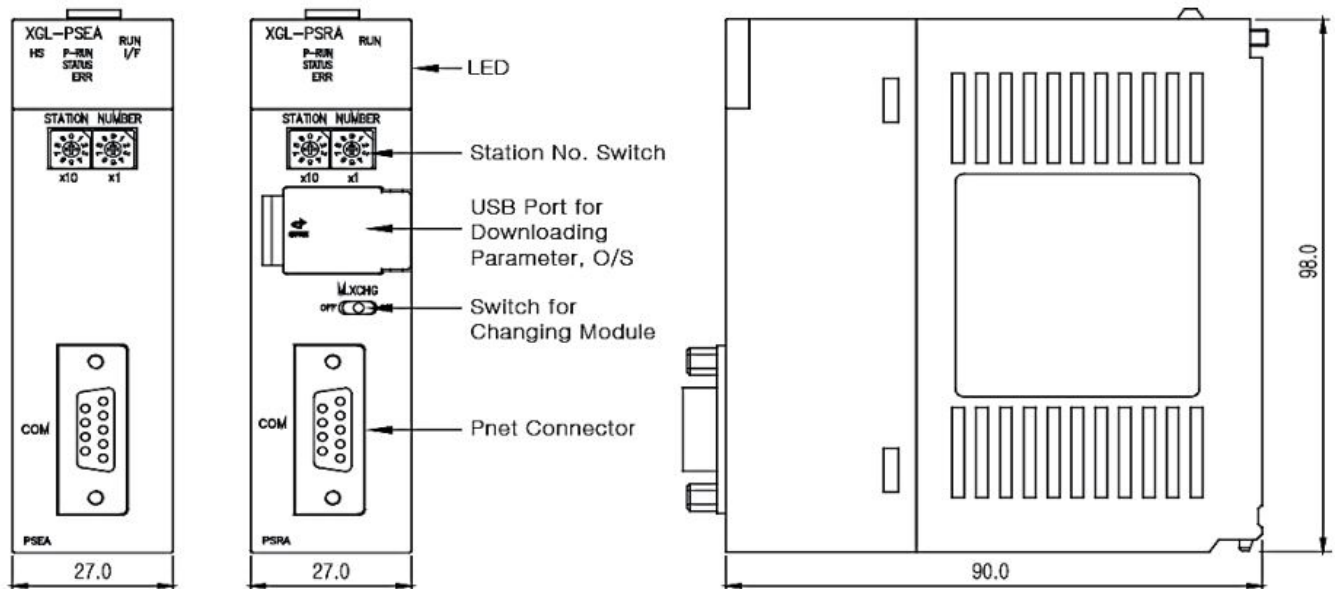 XGL-PSEA
RUN
HS P-RUN I/F
STATUS
ERR
STATION NUMBER
x10 x1
COM
PSEA
27.0
XGL-PSRA RUN
P-RUN
STATUS
ERR
STATION NUMBER
x10 x1
M.XCHG
OFF
COM
PSRA
27.0
LED
Station No. Switch
USB Port for
Downloading
Parameter, O/S
Switch for
Changing Module
Pnet Connector
98.0
90.0